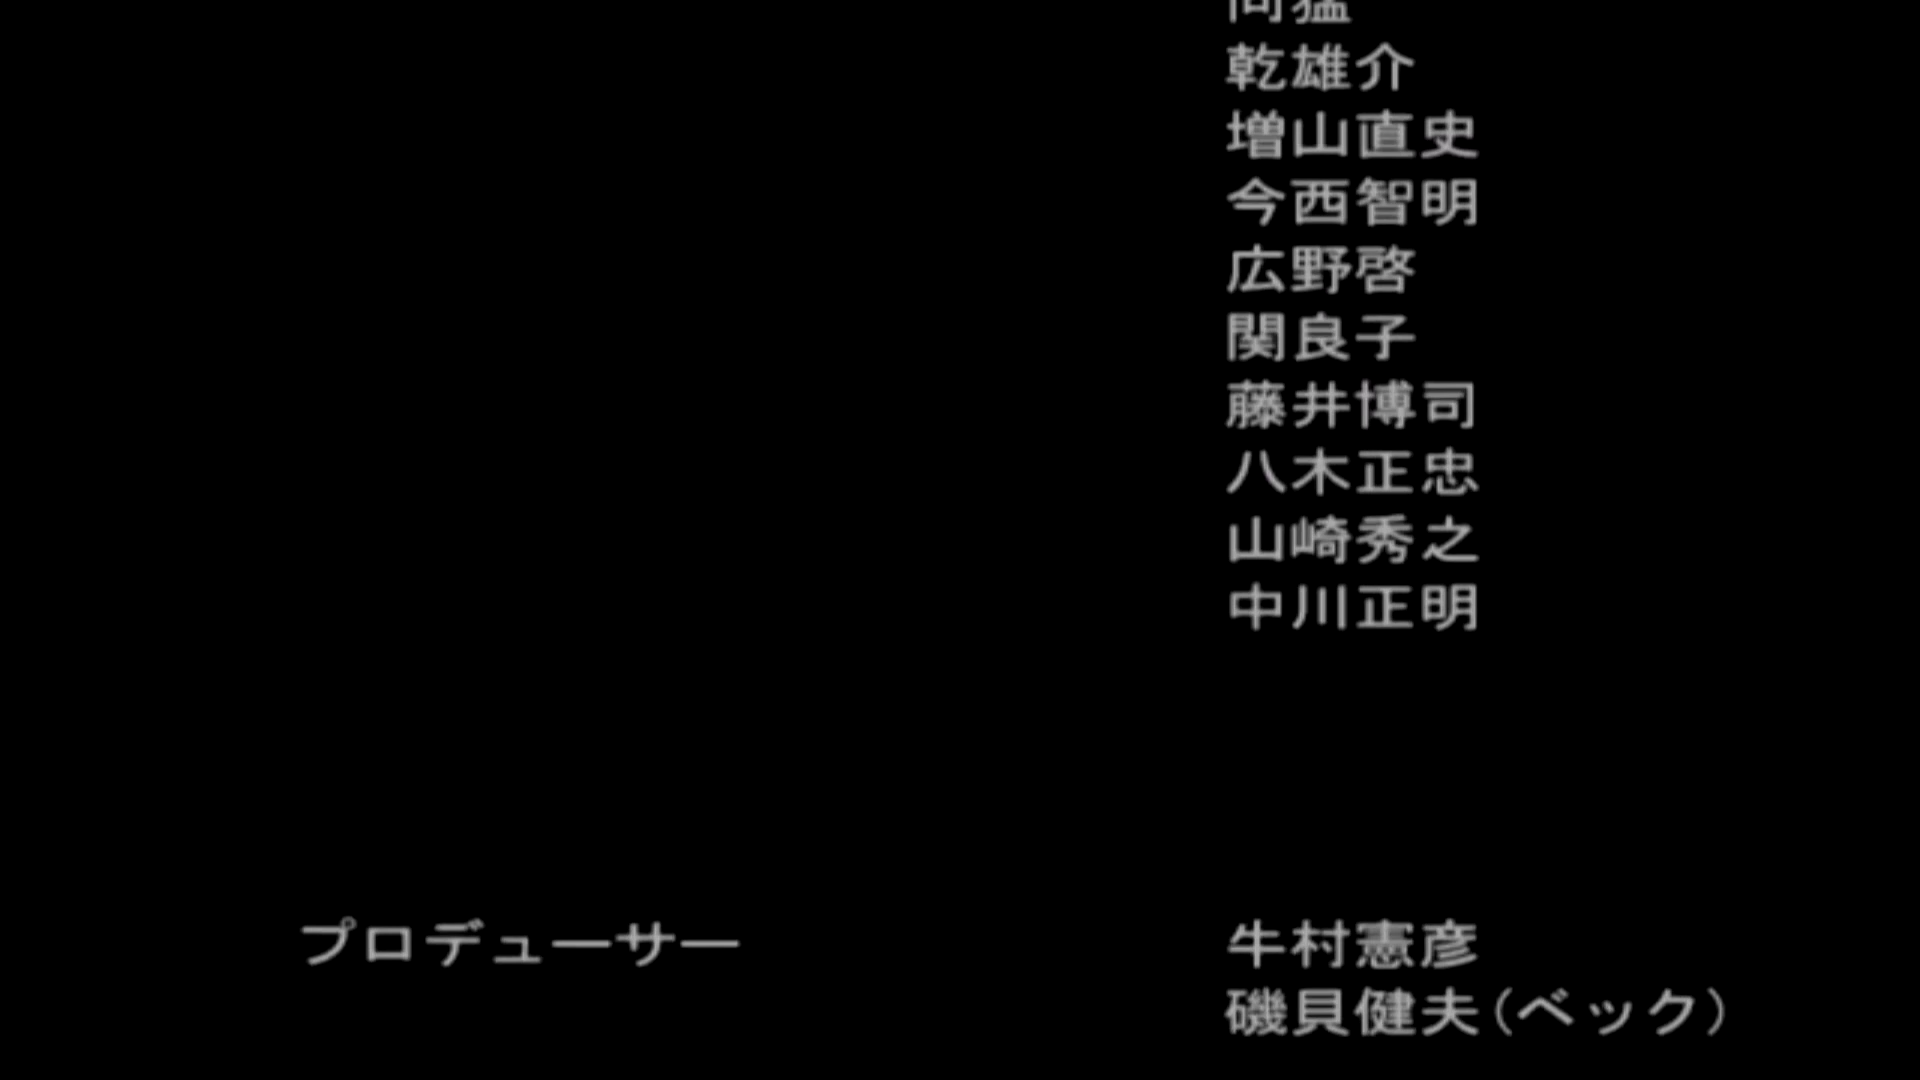 乾雄介
増山直史
今西智明
広野啓
関良子
藤井博司
八木正忠
山崎秀之
中川正明
プロデューサー
牛村憲彦
磯貝健夫(ベック)